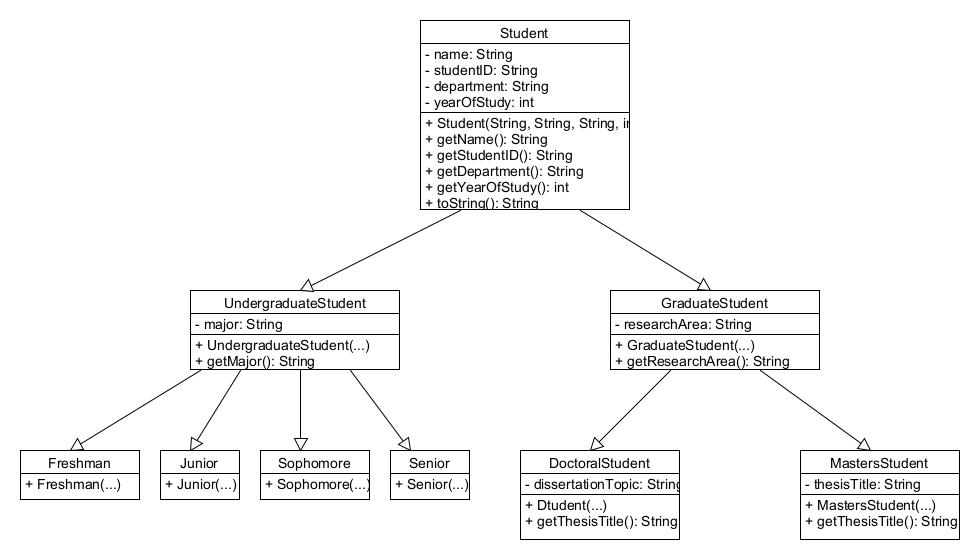 Student
- name: String
- studentID: String
- department: String
- yearOfStudy: int
+ Student(String, String, String, in
+ getName(): String
+ getStudentID(): String
+ getDepartment(): String
+ getYearOfStudy(): int
+ toString(): String
UndergraduateStudent
- major: String
+ UndergraduateStudent(...)
+ getMajor(): String
GraduateStudent
- researchArea: String
+ GraduateStudent(...)
+ getResearchArea(): String
Freshman
+ Freshman(...)
Junior
+ Junior(...)
Sophomore
+ Sophomore(...)
Senior
+ Senior(...)
DoctoralStudent
- dissertationTopic: String
+ Dtudent(...)
+ getThesisTitle(): String
MastersStudent
- thesisTitle: String
+ MastersStudent(...)
+ getThesisTitle(): String